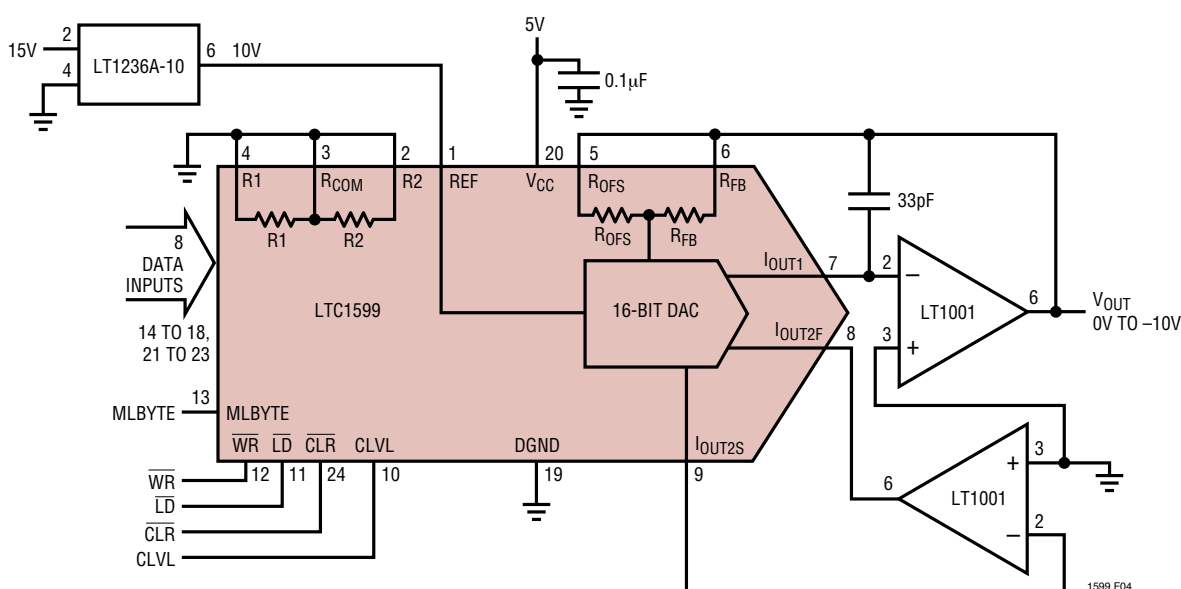 5V
15V
2
LT1236A-10
6
10V
4
0.1µF
4
3
2
1
20
5
6
R1
RCOM
R2
REF
VCC
ROFS
RFB
33pF
R1
R2
ROFS
RFB
8
DATA
INPUTS
14 TO 18,
21 TO 23
LTC1599
16-BIT DAC
IOUT1
7
2
–
LT1001
6
VOUT
0V TO –10V
IOUT2F
8
3
+
13
MLBYTE
MLBYTE
WR
LD
CLR
CLVL
DGND
IOUT2S
12
11
24
10
19
9
WR
LD
CLR
CLVL
6
LT1001
+
3
–
2
1599 F04